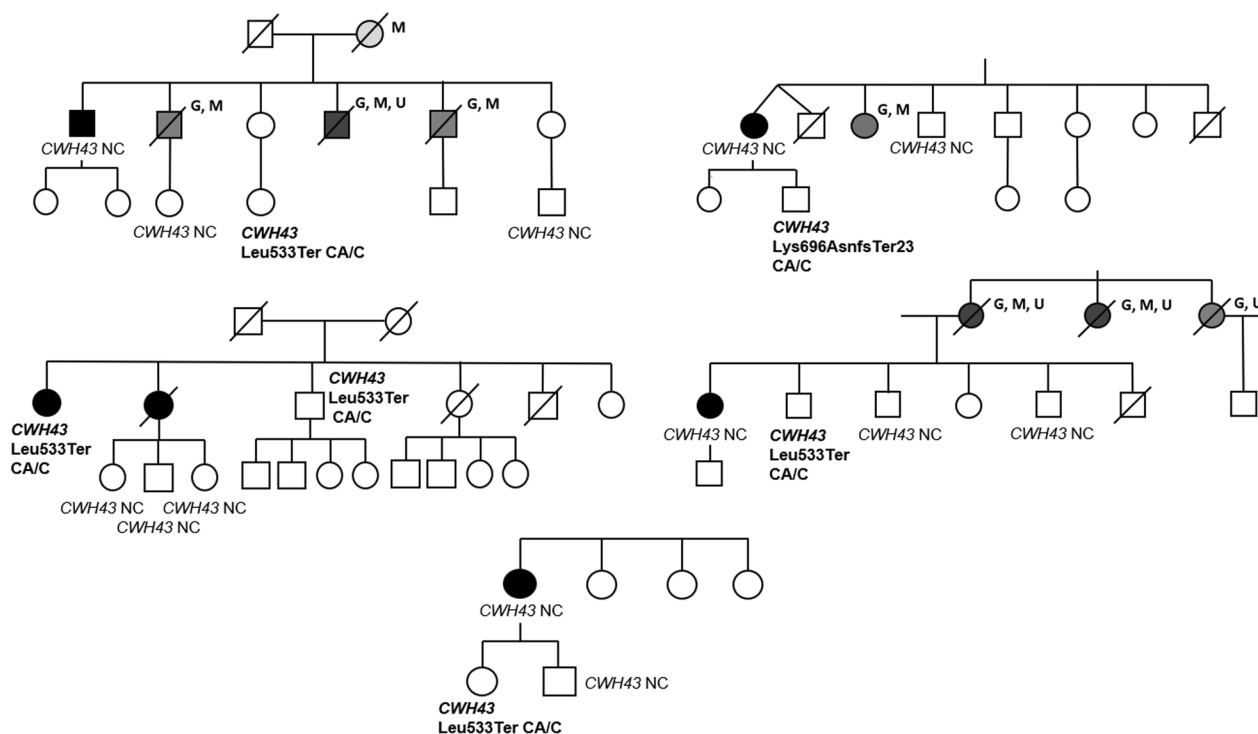 M
G, M
G, M, U
G, M
CWH43 NC
CWH43 NC
CWH43
Leu533Ter CA/C
CWH43 NC
G, M
CWH43 NC
CWH43 NC
CWH43
Lys696AsnfsTer23
CA/C
CWH43
Leu533Ter
CA/C
CWH43
Leu533Ter
CA/C
CWH43 NC
CWH43 NC
CWH43 NC
G, M, U
G, M, U
G, U
CWH43 NC
CWH43
Leu533Ter
CA/C
CWH43 NC
CWH43 NC
CWH43 NC
CWH43
Leu533Ter CA/C
CWH43 NC